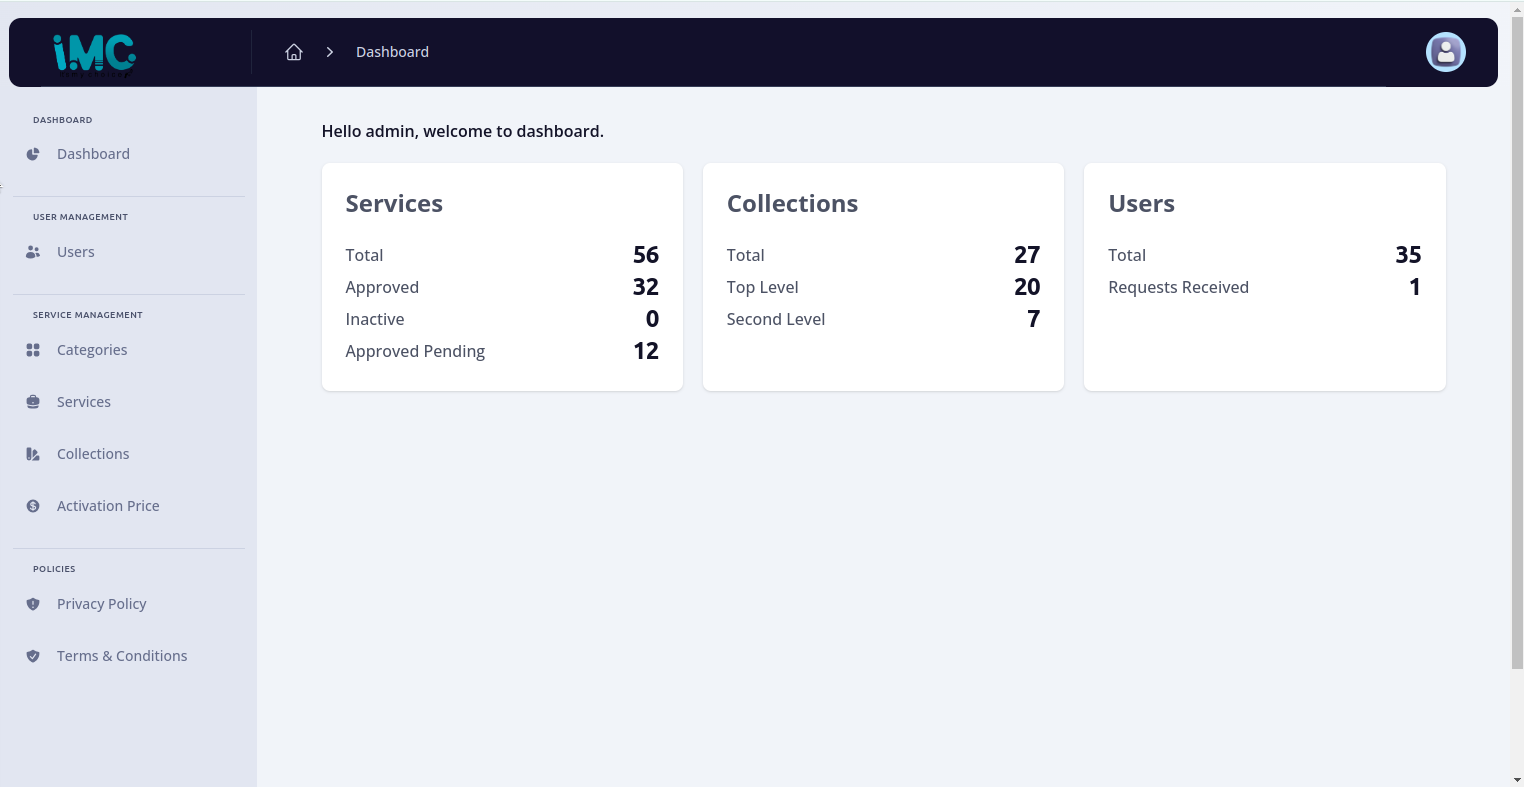 iMC.
Dashboard
DASHBOARD
Dashboard
USER MANAGEMENT
Users
SERVICE MANAGEMENT
Categories
Services
Collections
Activation Price
POLICIES
Privacy Policy
Terms & Conditions
Hello admin, welcome to dashboard.
Services
Total 56
Approved 32
Inactive 0
Approved Pending 12
Collections
Total 27
Top Level 20
Second Level 7
Users
Total 35
Requests Received 1